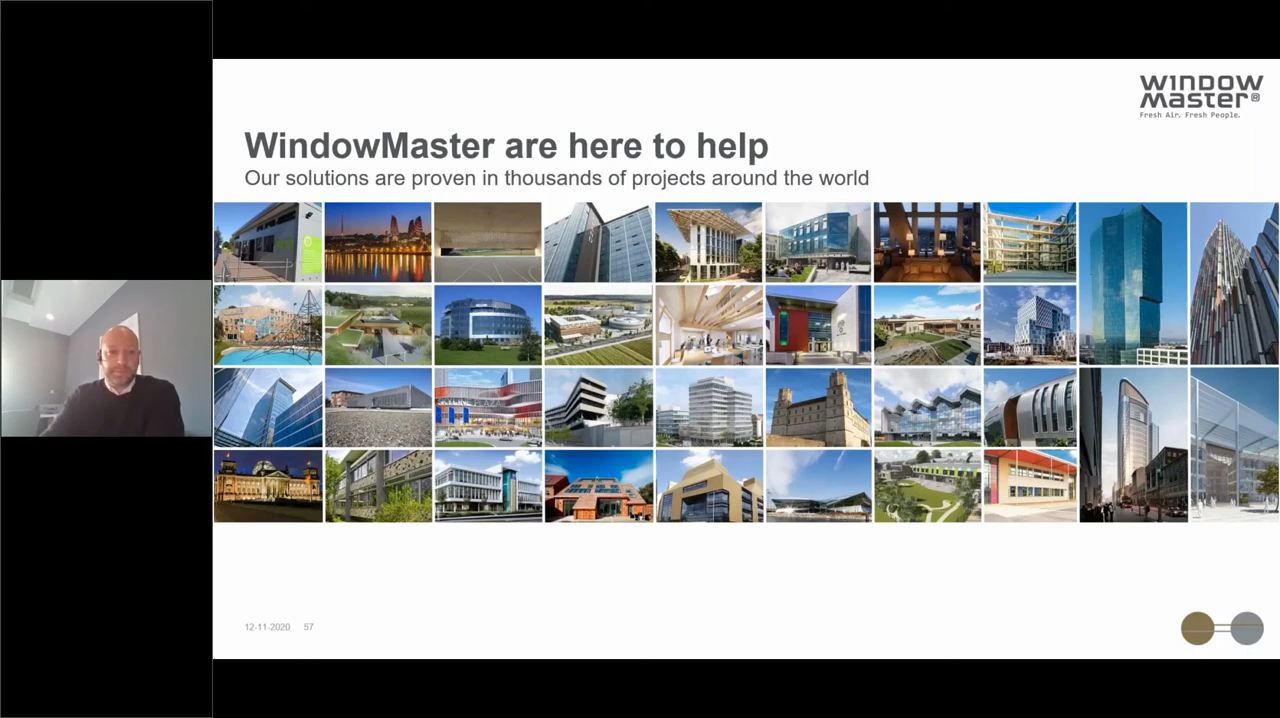 WINDOW
master®
Fresh Air. Fresh People.
WindowMaster are here to help
Our solutions are proven in thousands of projects around the world
12-11-2020 57